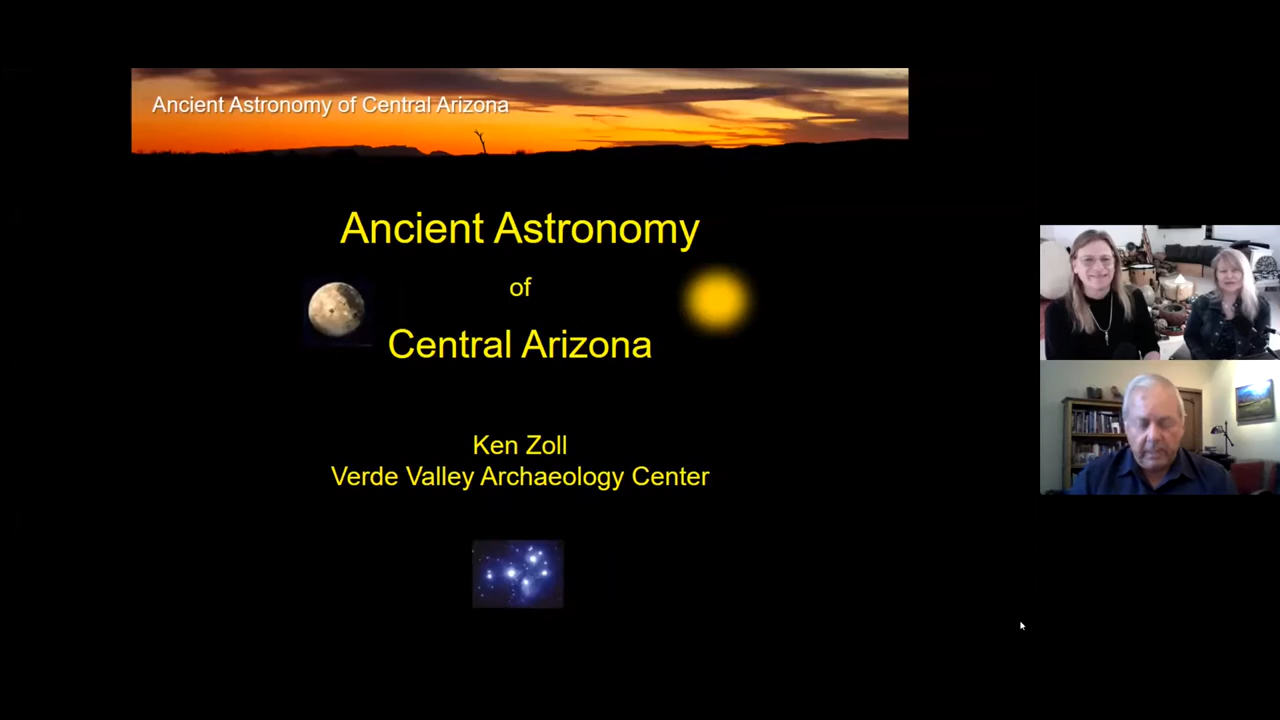 Ancient Astronomy of Central Arizona
Ancient Astronomy
of
Central Arizona
Ken Zoll
Verde Valley Archaeology Center